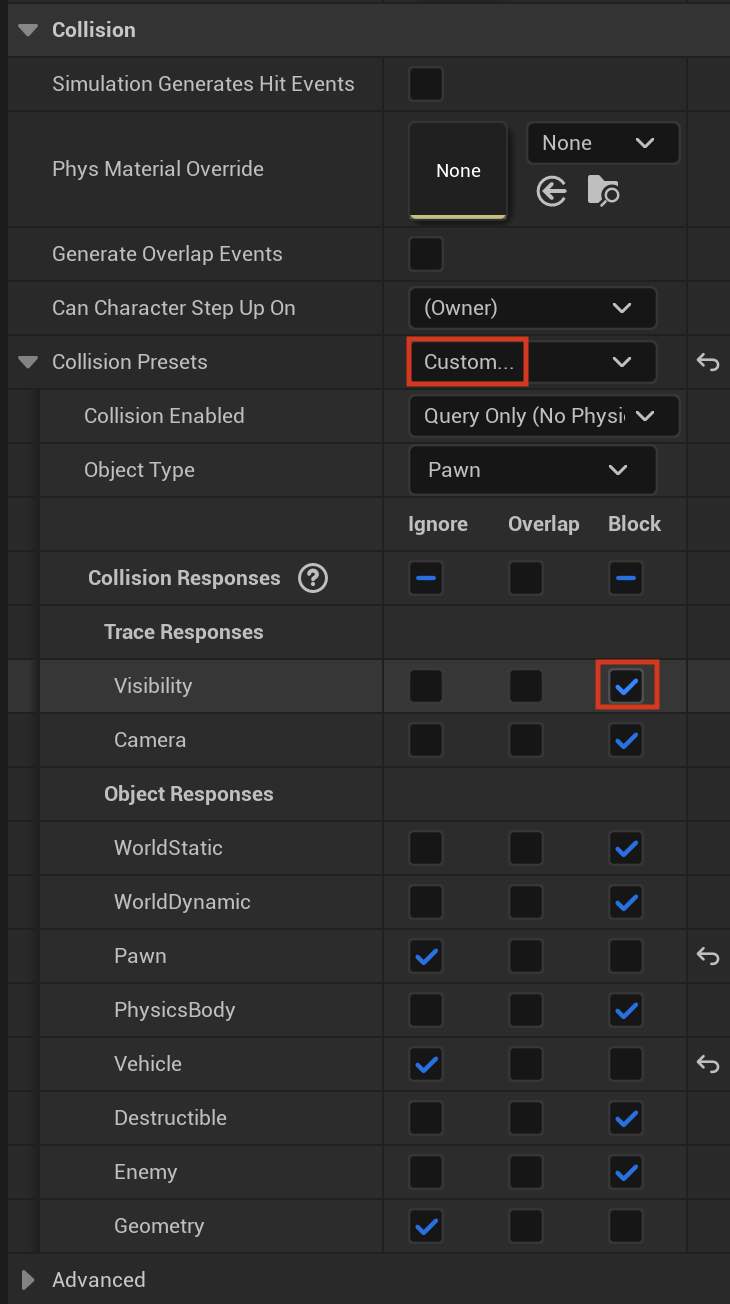 Collision
Simulation Generates Hit Events
Phys Material Override
None
None
Generate Overlap Events
Can Character Step Up On
(Owner)
Collision Presets
Custom...
Collision Enabled
Query Only (No Physi
Object Type
Pawn
Ignore Overlap Block
Collision Responses ?
Trace Responses
Visibility
Camera
Object Responses
WorldStatic
WorldDynamic
Pawn
PhysicsBody
Vehicle
Destructible
Enemy
Geometry
Advanced